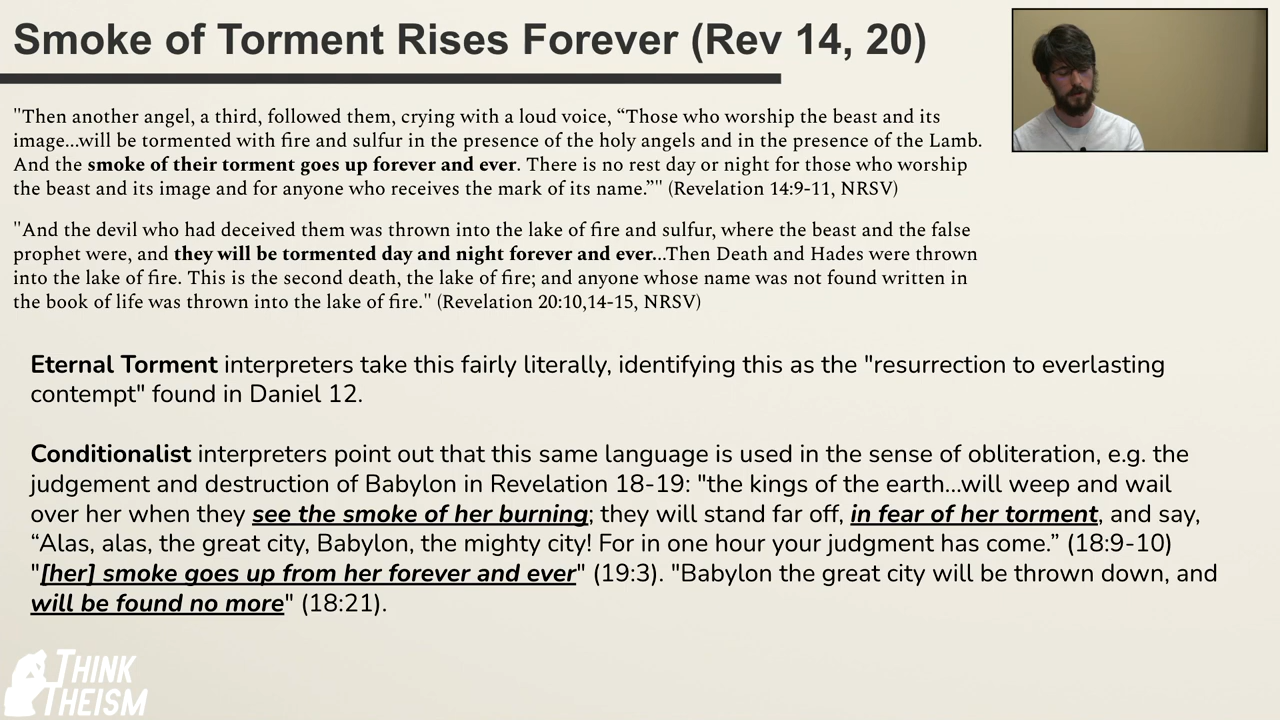 Smoke of Torment Rises Forever (Rev 14, 20)
"Then another angel, a third, followed them, crying with a loud voice, “Those who worship the beast and its
image...will be tormented with fire and sulfur in the presence of the holy angels and in the presence of the Lamb.
And the smoke of their torment goes up forever and ever. There is no rest day or night for those who worship
the beast and its image and for anyone who receives the mark of its name.”" (Revelation 14:9-11, NRSV)
"And the devil who had deceived them was thrown into the lake of fire and sulfur, where the beast and the false
prophet were, and they will be tormented day and night forever and ever...Then Death and Hades were thrown
into the lake of fire. This is the second death, the lake of fire; and anyone whose name was not found written in
the book of life was thrown into the lake of fire." (Revelation 20:10,14-15, NRSV)
Eternal Torment interpreters take this fairly literally, identifying this as the "resurrection to everlasting
contempt" found in Daniel 12.
Conditionalist interpreters point out that this same language is used in the sense of obliteration, e.g. the
judgement and destruction of Babylon in Revelation 18-19: "the kings of the earth...will weep and wail
over her when they see the smoke of her burning; they will stand far off, in fear of her torment, and say,
“Alas, alas, the great city, Babylon, the mighty city! For in one hour your judgment has come.” (18:9-10)
"[her] smoke goes up from her forever and ever" (19:3). "Babylon the great city will be thrown down, and
will be found no more" (18:21).
THINK
THEISM